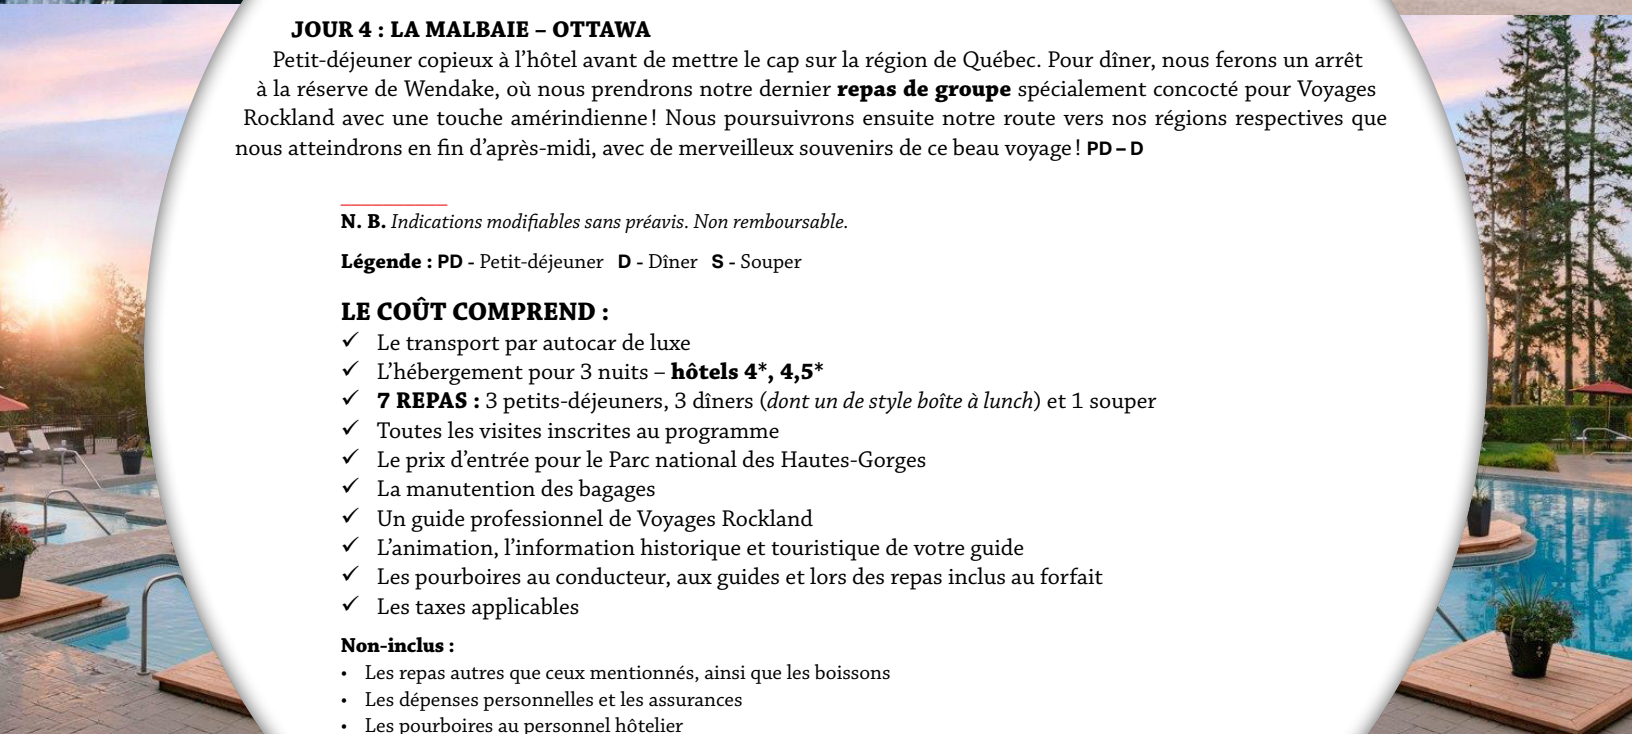 JOUR 4 : LA MALBAIE – OTTAWA
Petit-déjeuner copieux à l’hôtel avant de mettre le cap sur la région de Québec. Pour dîner, nous ferons un arrêt
à la réserve de Wendake, où nous prendrons notre dernier repas de groupe spécialement concocté pour Voyages
Rockland avec une touche amérindienne ! Nous poursuivrons ensuite notre route vers nos régions respectives que
nous atteindrons en fin d’après-midi, avec de merveilleux souvenirs de ce beau voyage ! PD – D
N. B. Indications modifiables sans préavis. Non remboursable.
Légende : PD - Petit-déjeuner D - Dîner S - Souper
LE COÛT COMPREND :
✓ Le transport par autocar de luxe
✓ L’hébergement pour 3 nuits – hôtels 4*, 4,5*
✓ 7 REPAS : 3 petits-déjeuners, 3 dîners (dont un de style boîte à lunch) et 1 souper
✓ Toutes les visites inscrites au programme
✓ Le prix d’entrée pour le Parc national des Hautes-Gorges
✓ La manutention des bagages
✓ Un guide professionnel de Voyages Rockland
✓ L’animation, l’information historique et touristique de votre guide
✓ Les pourboires au conducteur, aux guides et lors des repas inclus au forfait
✓ Les taxes applicables
Non-inclus :
• Les repas autres que ceux mentionnés, ainsi que les boissons
• Les dépenses personnelles et les assurances
• Les pourboires au personnel hôtelier